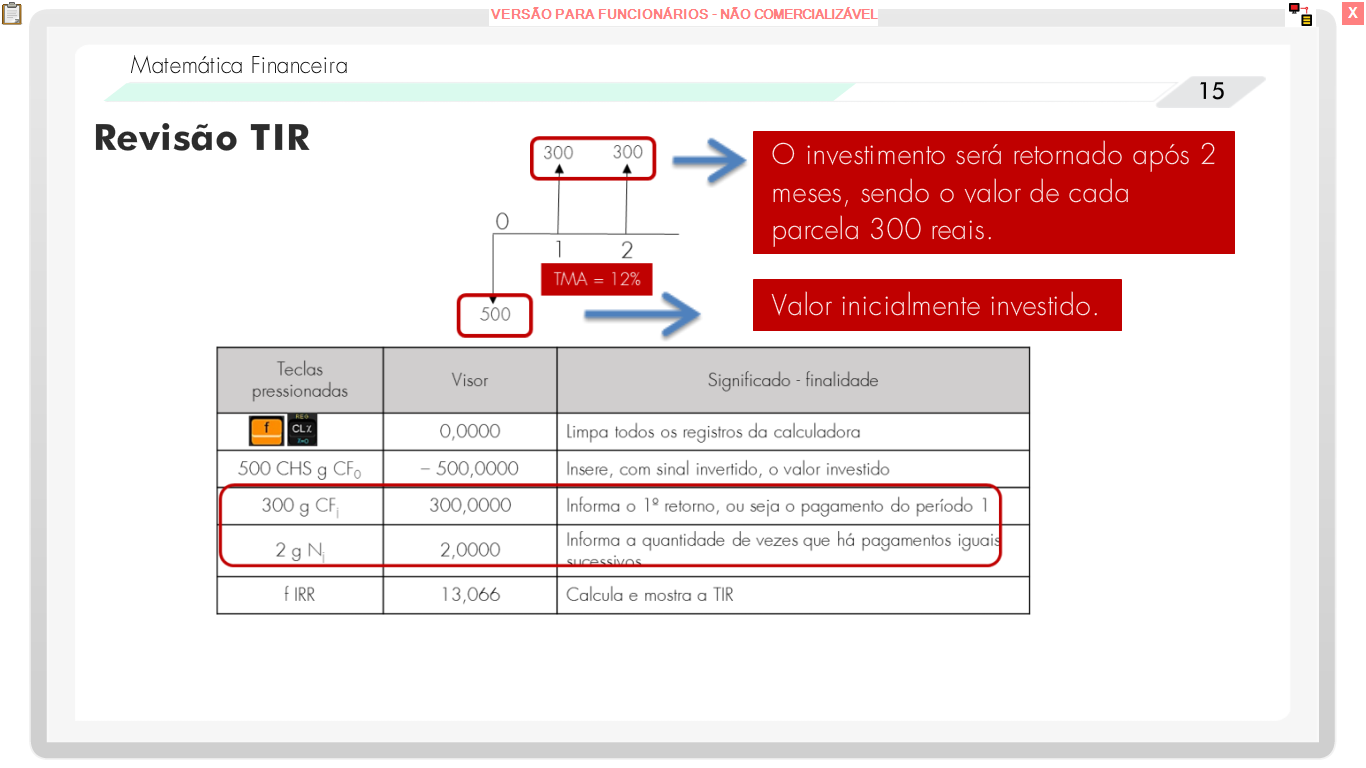 VERSÃO PARA FUNCIONÁRIOS - NÃO COMERCIALIZÁVEL
X
Matemática Financeira
15
Revisão TIR
300 300
0
1 2
TMA = 12%
500
O investimento será retornado após 2
meses, sendo o valor de cada
parcela 300 reais.
Valor inicialmente investido.
Teclas
pressionadas
Visor
Significado - finalidade
f
REG
CLX
X=0
0,0000
Limpa todos os registros da calculadora
500 CHS g CF0
– 500,0000
Insere, com sinal invertido, o valor investido
300 g CFj
300,0000
Informa o 1º retorno, ou seja o pagamento do período 1
2 g Nj
2,0000
Informa a quantidade de vezes que há pagamentos iguais
sucessivos
f IRR
13,066
Calcula e mostra a TIR